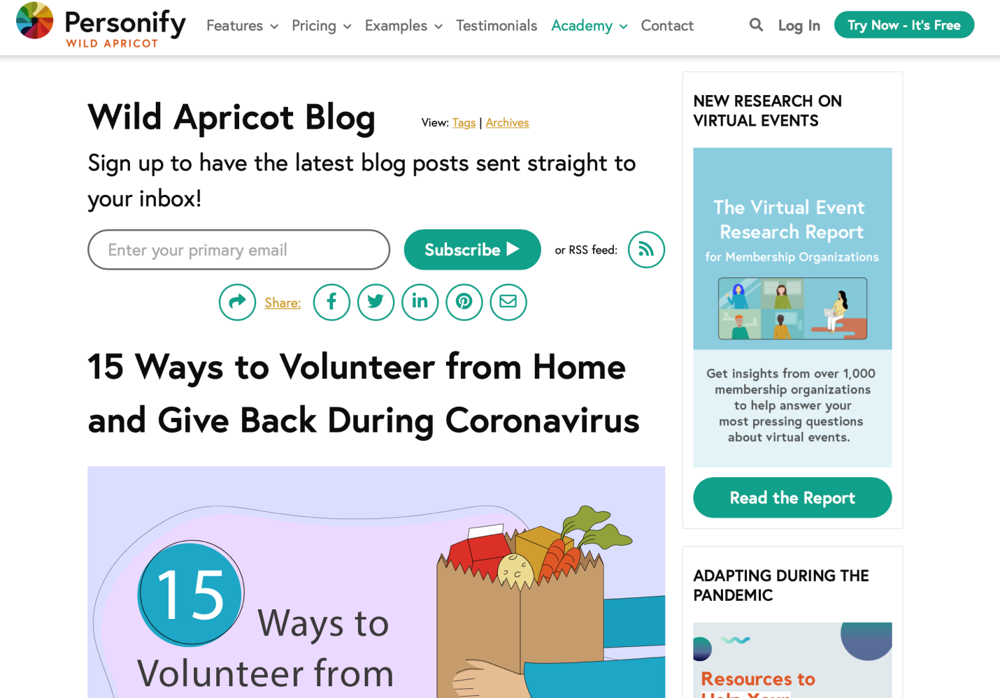 Personify
WILD APRICOT
Features
Pricing
Examples
Testimonials
Academy
Contact
Log In
Try Now - It's Free
Wild Apricot Blog
View: Tags | Archives
Sign up to have the latest blog posts sent straight to
your inbox!
Enter your primary email
Subscribe
or RSS feed:
Share:
15 Ways to Volunteer from Home
and Give Back During Coronavirus
15
Ways to
Volunteer from
NEW RESEARCH ON
VIRTUAL EVENTS
The Virtual Event
Research Report
for Membership Organizations
Get insights from over 1,000
membership organizations
to help answer your
most pressing questions
about virtual events.
Read the Report
ADAPTING DURING THE
PANDEMIC
Resources to
Help Your